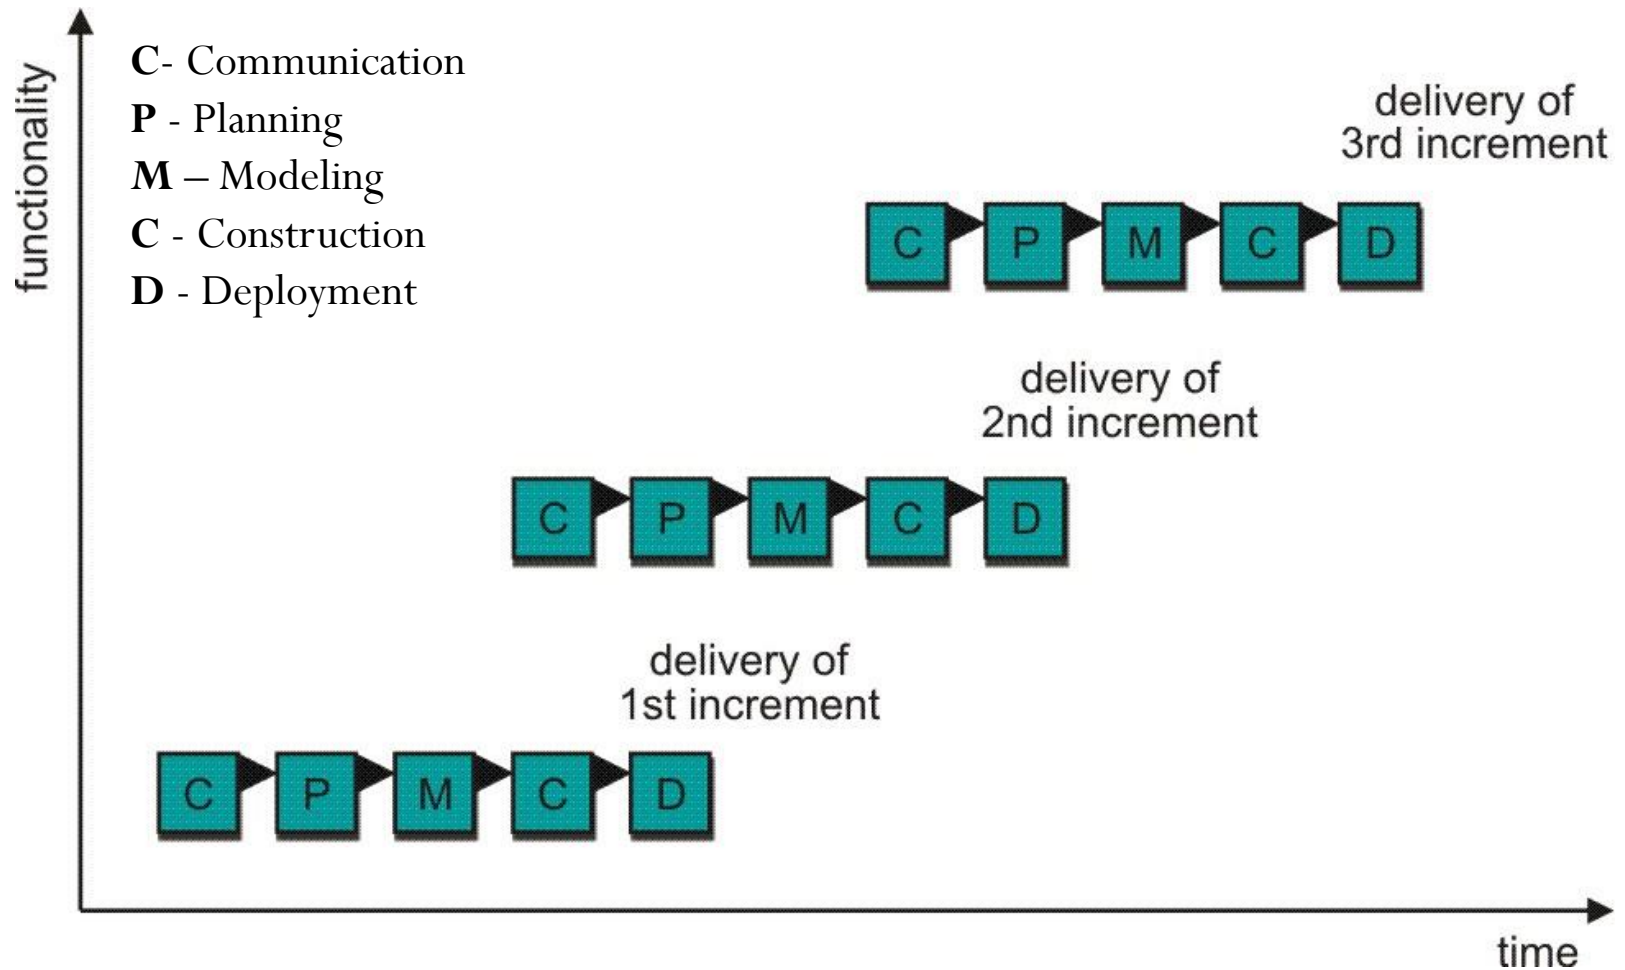 functionality
C- Communication
P - Planning
M – Modeling
C - Construction
D - Deployment
delivery of
3rd increment
C P M C D
delivery of
2nd increment
C P M C D
delivery of
1st increment
C P M C D
time